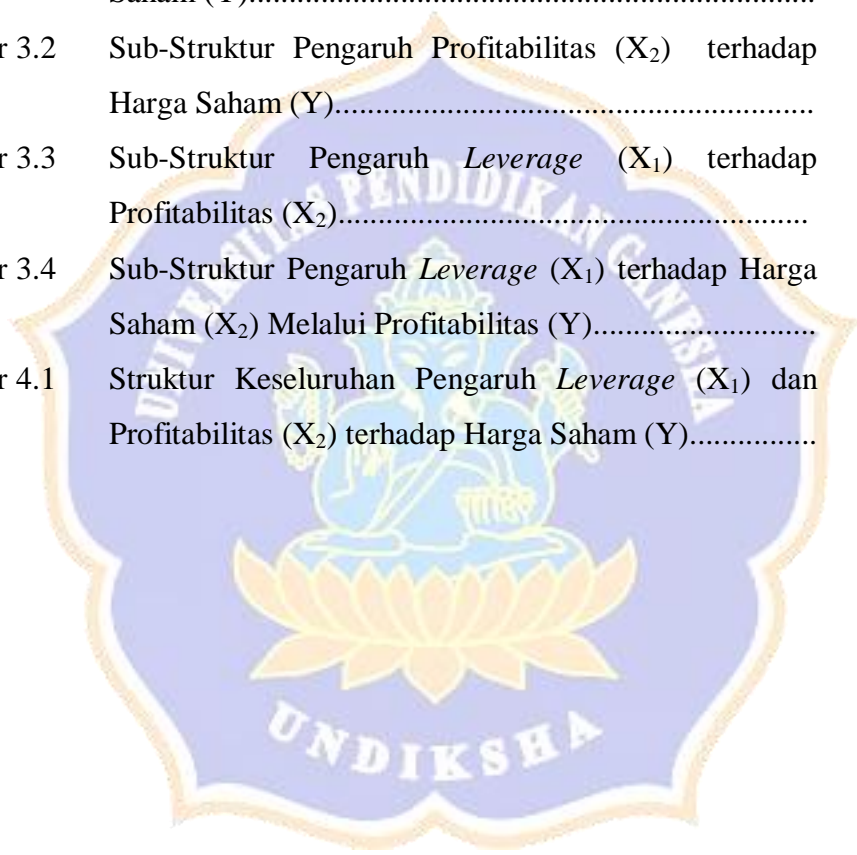 Saham (Y)..........................................................
r 3.2 Sub-Struktur Pengaruh Profitabilitas (X₂) terhadap
Harga Saham (Y).................................................
r 3.3 Sub-Struktur Pengaruh Leverage (X₁) terhadap
Profitabilitas (X₂)................................................
r 3.4 Sub-Struktur Pengaruh Leverage (X₁) terhadap Harga
Saham (X₂) Melalui Profitabilitas (Y)..........................
r 4.1 Struktur Keseluruhan Pengaruh Leverage (X₁) dan
Profitabilitas (X₂) terhadap Harga Saham (Y)................
UNIVERSITAS PENDIDIKAN GANESHA
UNDIKSHA